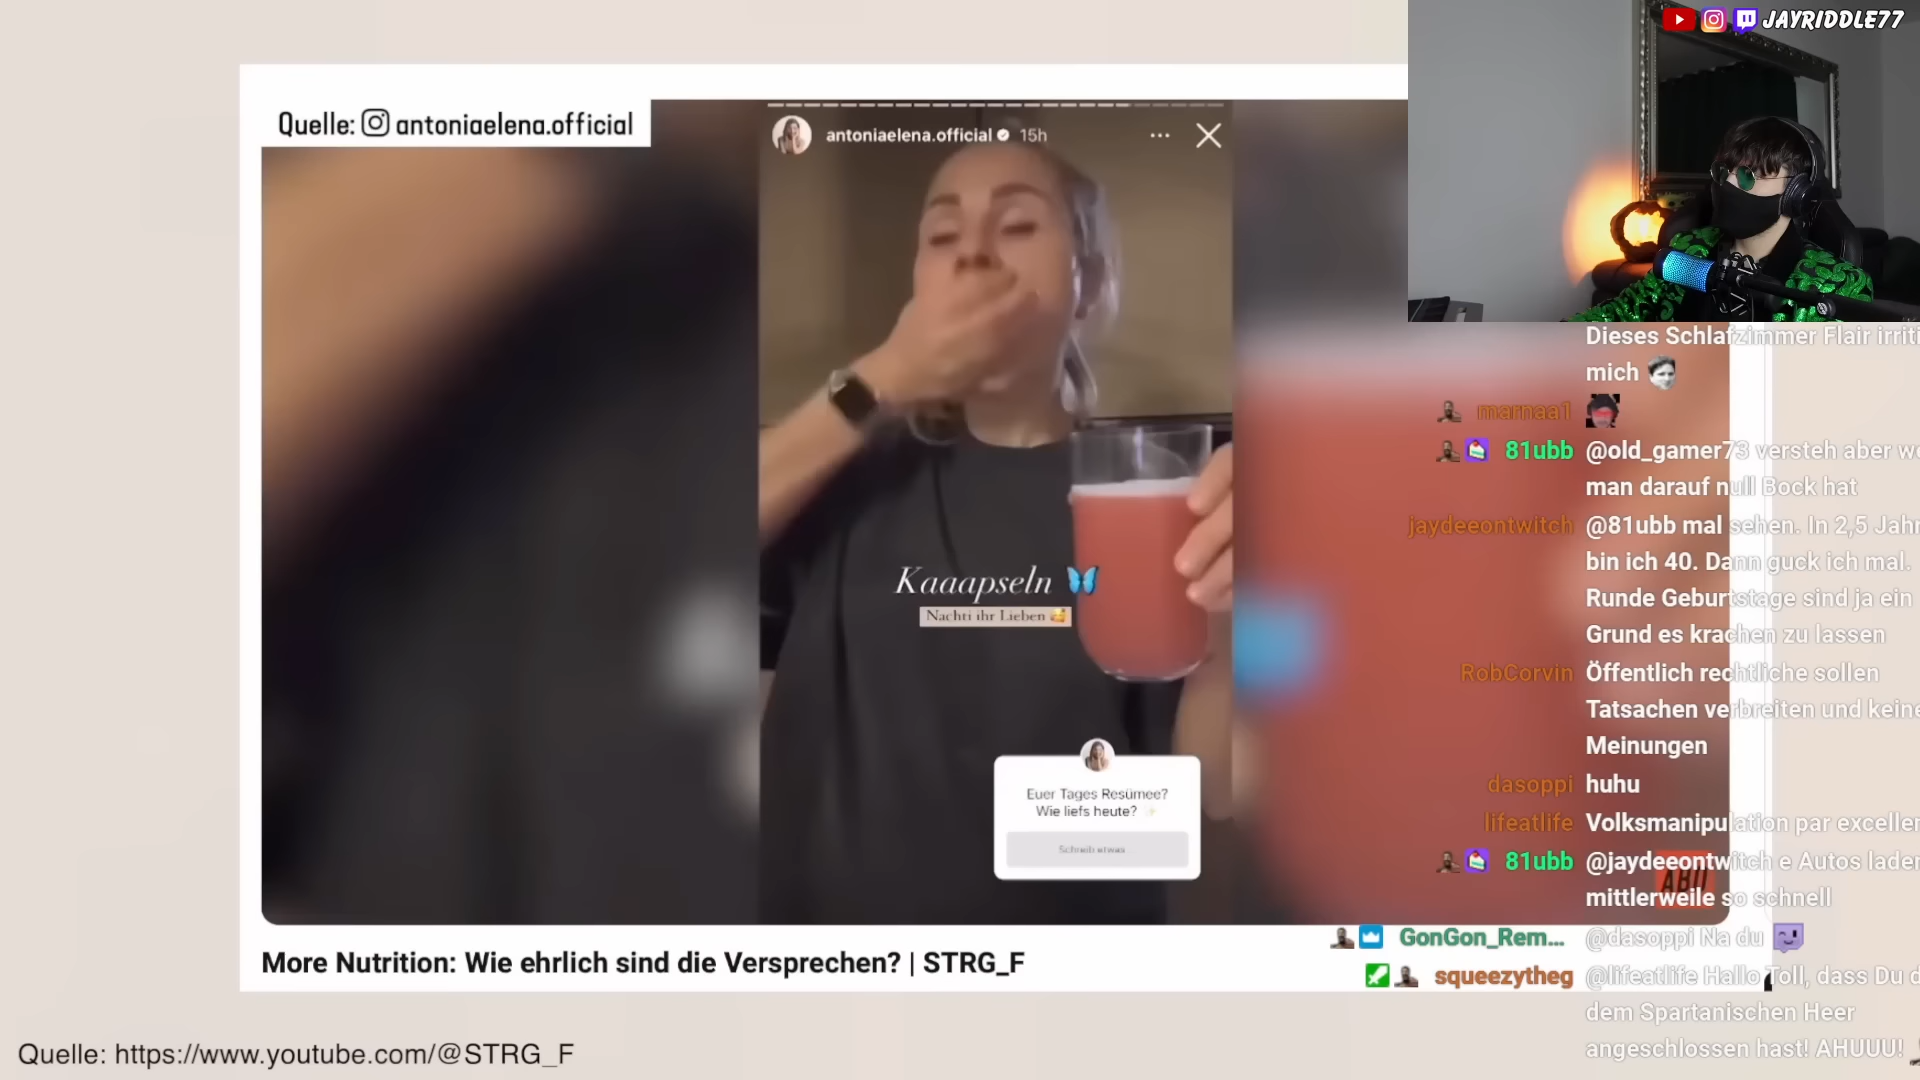 JAYRIDDLE77
Quelle: antoniaelena.official
antoniaelena.official 15h
Kaaapseln
Nachti ihr Lieben
Euer Tages Resümee?
Wie liefs heute?
Schreib etwas
More Nutrition: Wie ehrlich sind die Versprechen? | STRG_F
Quelle: https://www.youtube.com/@STRG_F
ABO
Dieses Schlafzimmer Flair irriti
mich
marnaa1
81ubb @old_gamer73 versteh aber we
man darauf null Bock hat
jaydeeontwitch @81ubb mal sehen. In 2,5 Jahr
bin ich 40. Dann guck ich mal.
Runde Geburtstage sind ja ein
Grund es krachen zu lassen
RobCorvin Öffentlich rechtliche sollen
Tatsachen verbreiten und keine
Meinungen
dasoppi huhu
lifeatlife Volksmanipulation par exceller
81ubb @jaydeeontwitch e Autos laden
mittlerweile so schnell
GonGon_Rem... @dasoppi Na du
squeezytheg @lifeatlife Hallo Toll, dass Du d
dem Spartanischen Heer
angeschlossen hast! AHUUU!